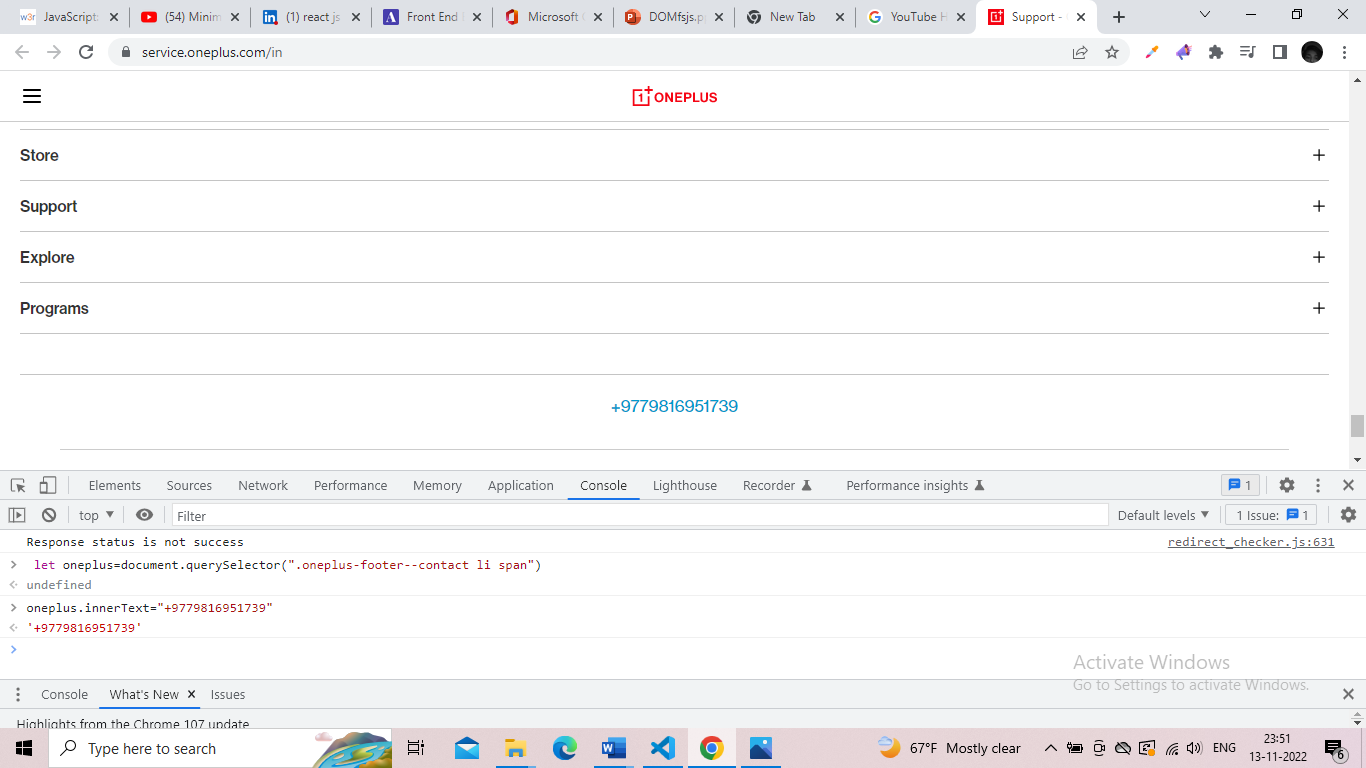 JavaScript:
(54) Minim
(1) react js
Front End
Microsoft
DOMfsjs.p
New Tab
YouTube H
Support -
service.oneplus.com/in
ONEPLUS
Store
Support
Explore
Programs
+9779816951739
Elements Sources Network Performance Memory Application Console Lighthouse Recorder Performance insights 1
top Filter Default levels 1 Issue: 1
Response status is not success redirect_checker.js:631
let oneplus=document.querySelector(".oneplus-footer--contact li span")
undefined
oneplus.innerText="+9779816951739"
'+9779816951739'
Activate Windows
Go to Settings to activate Windows.
Console What's New Issues
Highlights from the Chrome 107 update
Type here to search
67°F Mostly clear
ENG
23:51
13-11-2022
6